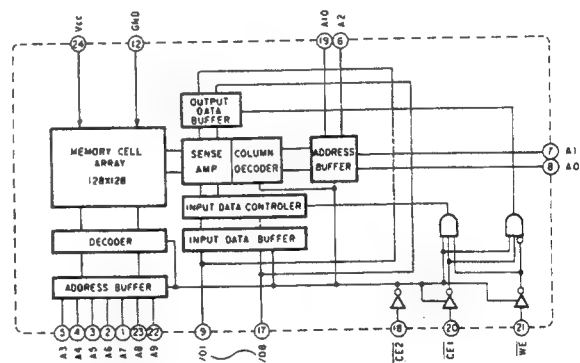 Vcc
GND
A10
A2
24
12
19
6
OUTPUT
DATA
BUFFER
MEMORY CELL
ARRAY
128X128
SENSE
AMP
COLUMN
DECODER
ADDRESS
BUFFER
7 A1
8 A0
INPUT DATA CONTROLER
DECODER
INPUT DATA BUFFER
ADDRESS BUFFER
4
3
2
1
23
22
9
17
18
20
21
A3
A4
A5
A6
A7
A8
A9
I/O1
I/O8
CE2
CE1
WE